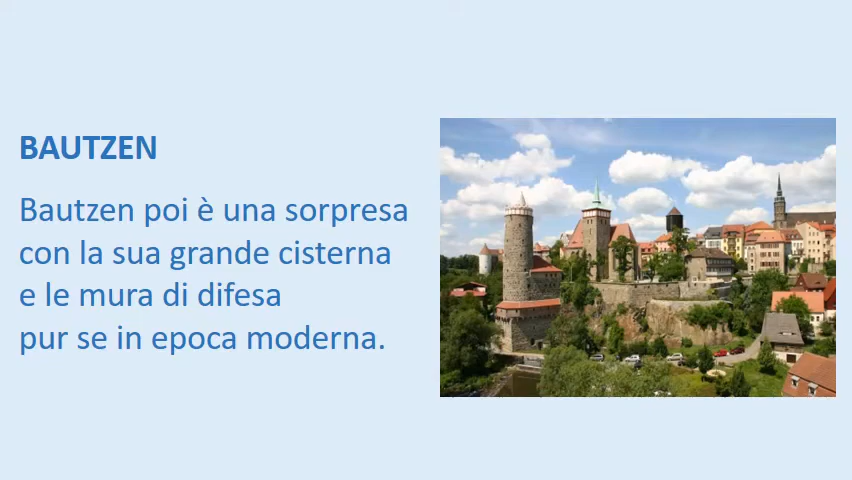 BAUTZEN
Bautzen poi è una sorpresa
con la sua grande cisterna
e le mura di difesa
pur se in epoca moderna.